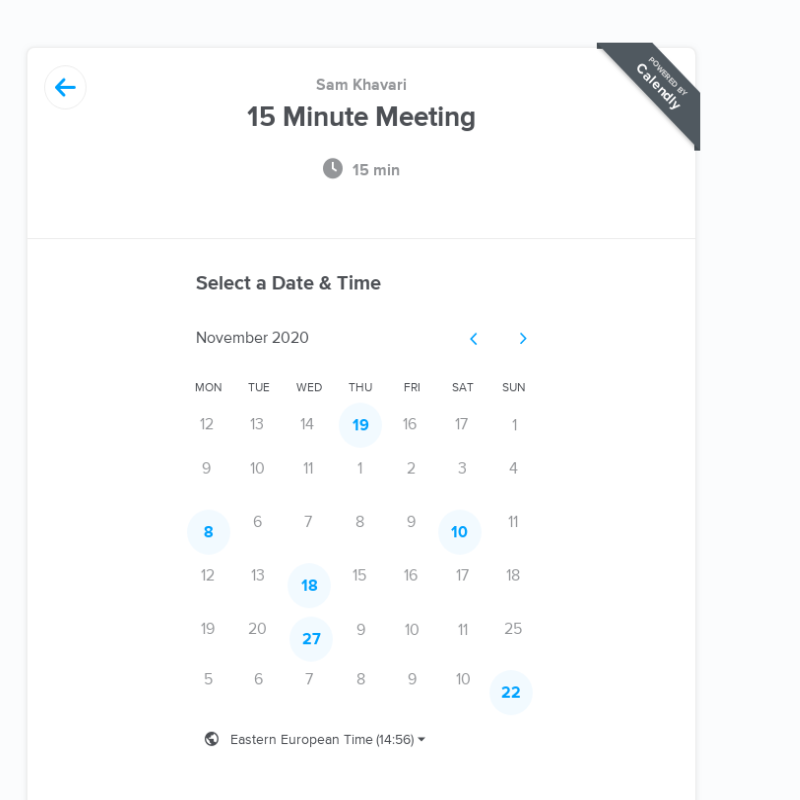 POWERED BY
Calendly
Sam Khavari
15 Minute Meeting
15 min
Select a Date & Time
November 2020
MON TUE WED THU FRI SAT SUN
12 13 14 19 16 17 1
9 10 11 1 2 3 4
8 6 7 8 9 10 11
12 13 18 15 16 17 18
19 20 27 9 10 11 25
5 6 7 8 9 10 22
Eastern European Time (14:56)